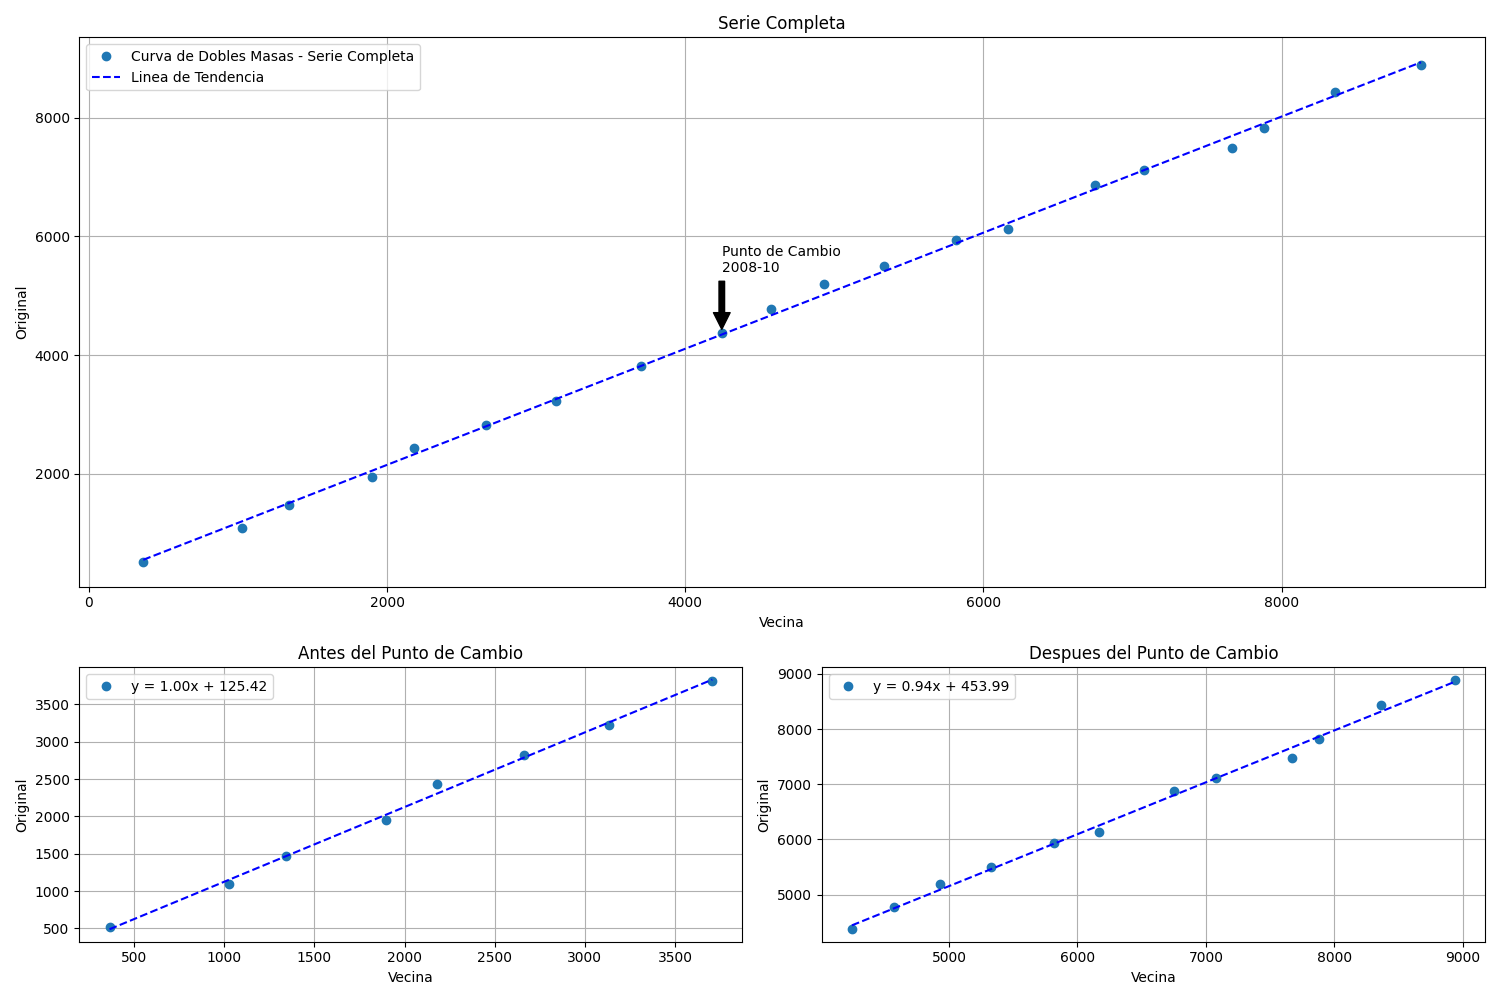 Serie Completa
Curva de Dobles Masas - Serie Completa
Linea de Tendencia
8000
6000
4000
2000
Original
Punto de Cambio
2008-10
0 2000 4000 6000 8000
Vecina
Antes del Punto de Cambio
y = 1.00x + 125.42
3500
3000
2500
2000
1500
1000
500
Original
500 1000 1500 2000 2500 3000 3500
Vecina
Despues del Punto de Cambio
y = 0.94x + 453.99
9000
8000
7000
6000
5000
Original
5000 6000 7000 8000 9000
Vecina